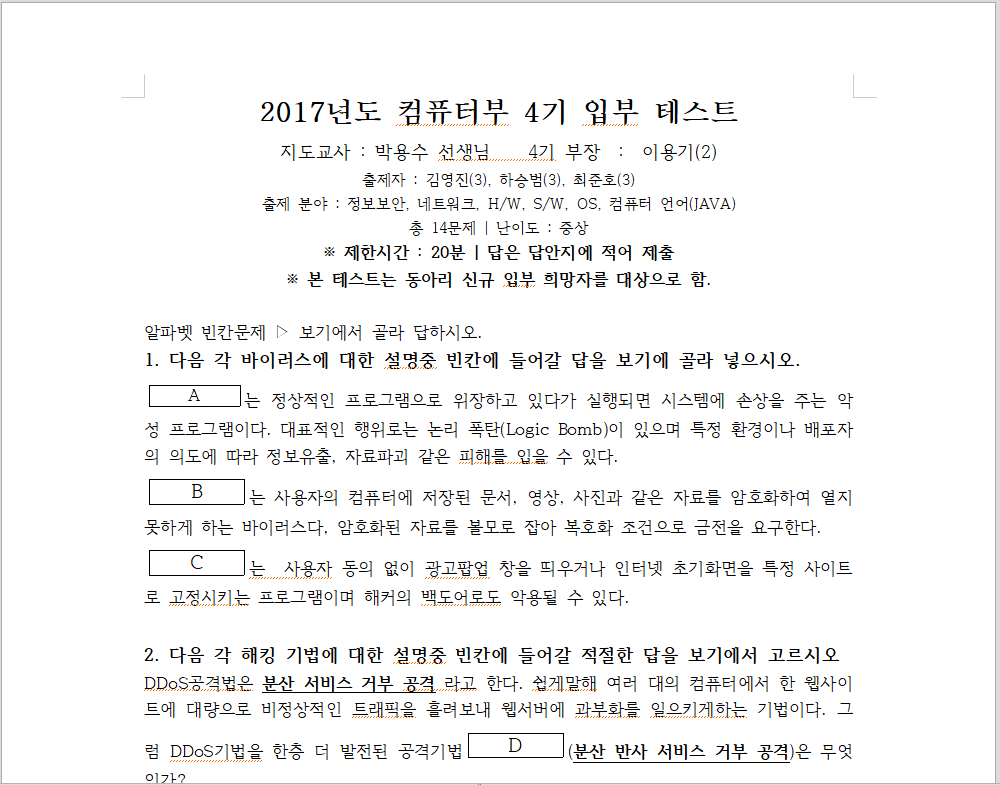 2017년도 컴퓨터부 4기 입부 테스트
지도교사 : 박용수 선생님 4기 부장 : 이용기(2)
출제자 : 김영진(3), 하승범(3), 최준호(3)
출제 분야 : 정보보안, 네트워크, H/W, S/W, OS, 컴퓨터 언어(JAVA)
총 14문제 | 난이도 : 중상
※ 제한시간 : 20분 | 답은 답안지에 적어 제출
※ 본 테스트는 동아리 신규 입부 희망자를 대상으로 함.
알파벳 빈칸문제 ▷ 보기에서 골라 답하시오.
1. 다음 각 바이러스에 대한 설명중 빈칸에 들어갈 답을 보기에 골라 넣으시오.
A 는 정상적인 프로그램으로 위장하고 있다가 실행되면 시스템에 손상을 주는 악
성 프로그램이다. 대표적인 행위로는 논리 폭탄(Logic Bomb)이 있으며 특정 환경이나 배포자
의 의도에 따라 정보유출, 자료파괴 같은 피해를 입을 수 있다.
B 는 사용자의 컴퓨터에 저장된 문서, 영상, 사진과 같은 자료를 암호화하여 열지
못하게 하는 바이러스다, 암호화된 자료를 볼모로 잡아 복호화 조건으로 금전을 요구한다.
C 는 사용자 동의 없이 광고팝업 창을 띄우거나 인터넷 초기화면을 특정 사이트
로 고정시키는 프로그램이며 해커의 백도어로도 악용될 수 있다.
2. 다음 각 해킹 기법에 대한 설명중 빈칸에 들어갈 적절한 답을 보기에서 고르시오
DDoS공격법은 분산 서비스 거부 공격 라고 한다. 쉽게말해 여러 대의 컴퓨터에서 한 웹사이
트에 대량으로 비정상적인 트래픽을 흘려보내 웹서버에 과부화를 일으키게하는 기법이다. 그
럼 DDoS기법을 한층 더 발전된 공격기법 D (분산 반사 서비스 거부 공격)은 무엇
인가?